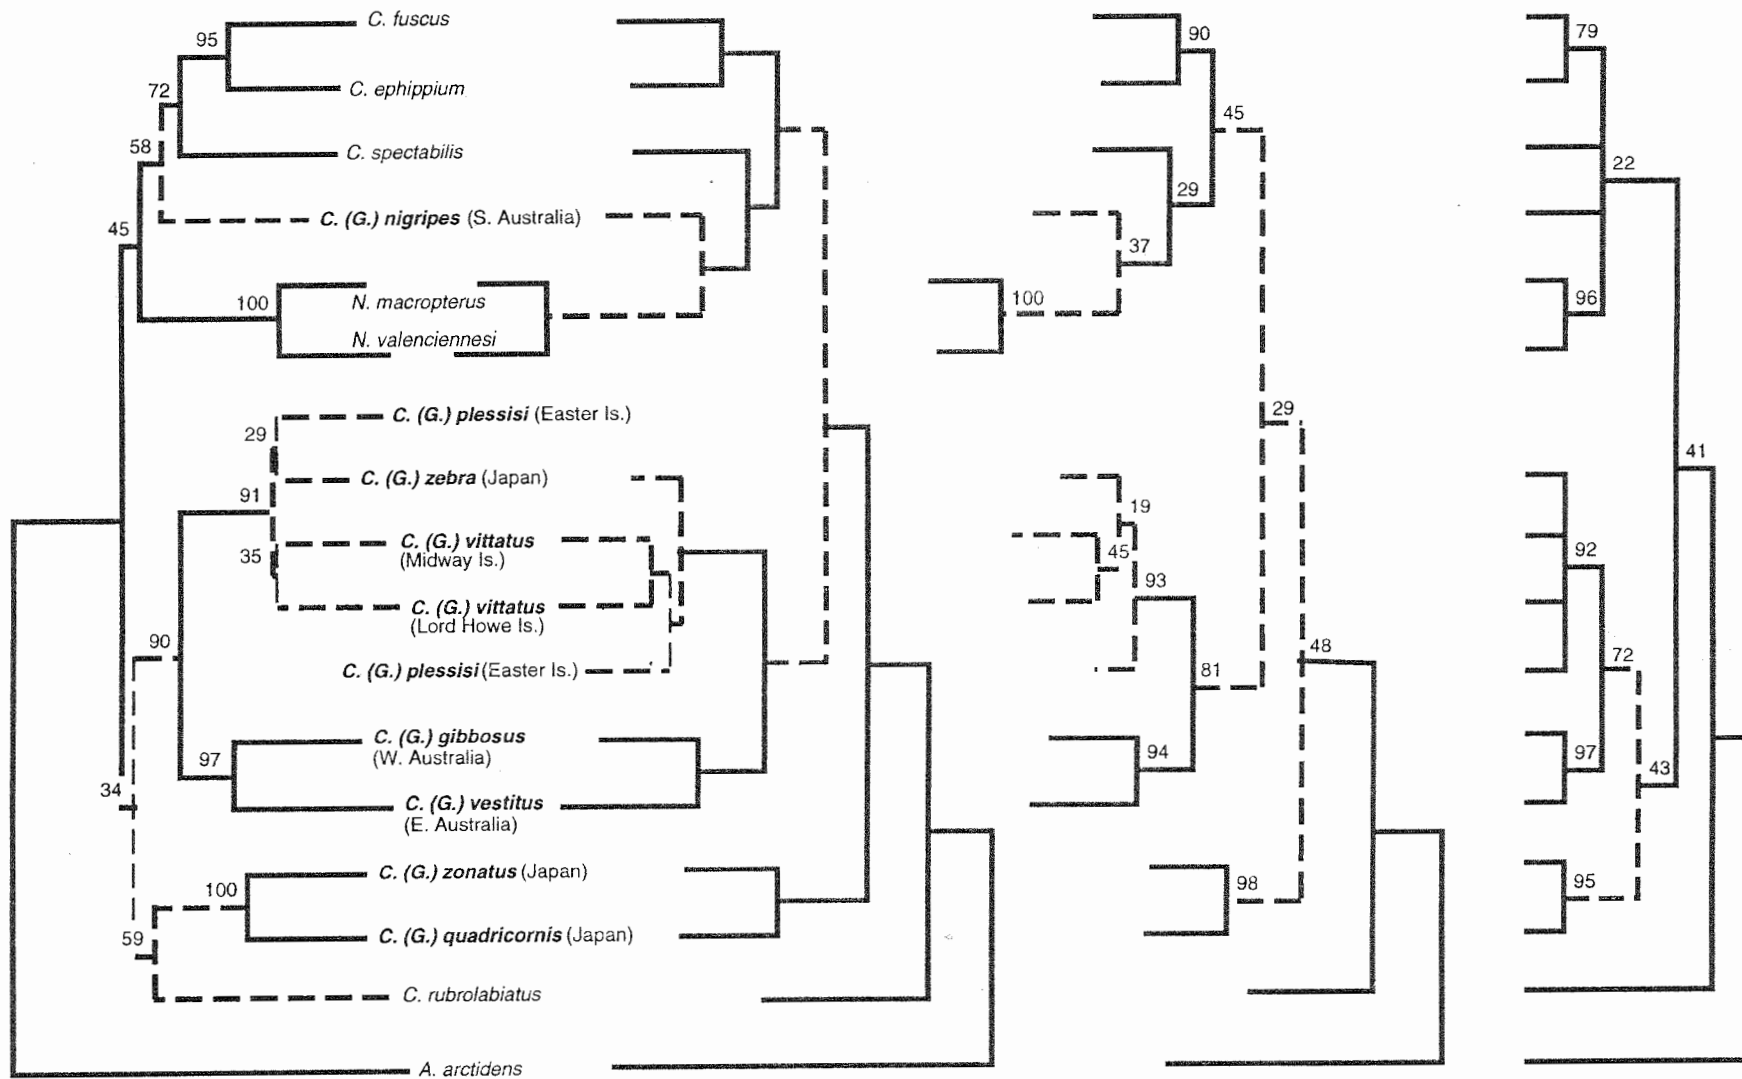 C. fuscus
95
90
79
C. ephippium
72
45
58
C. spectabilis
22
29
C. (G.) nigripes (S. Australia)
45
37
100
N. macropterus
100
96
N. valenciennesi
C. (G.) plessisi (Easter Is.)
29
29
41
C. (G.) zebra (Japan)
91
19
C. (G.) vittatus
(Midway Is.)
35
45
92
93
C. (G.) vittatus
(Lord Howe Is.)
90
48
72
C. (G.) plessisi (Easter Is.)
81
C. (G.) gibbosus
(W. Australia)
97
94
97
43
34
C. (G.) vestitus
(E. Australia)
C. (G.) zonatus (Japan)
100
98
95
59
C. (G.) quadricornis (Japan)
C. rubrolabiatus
A. arctidens